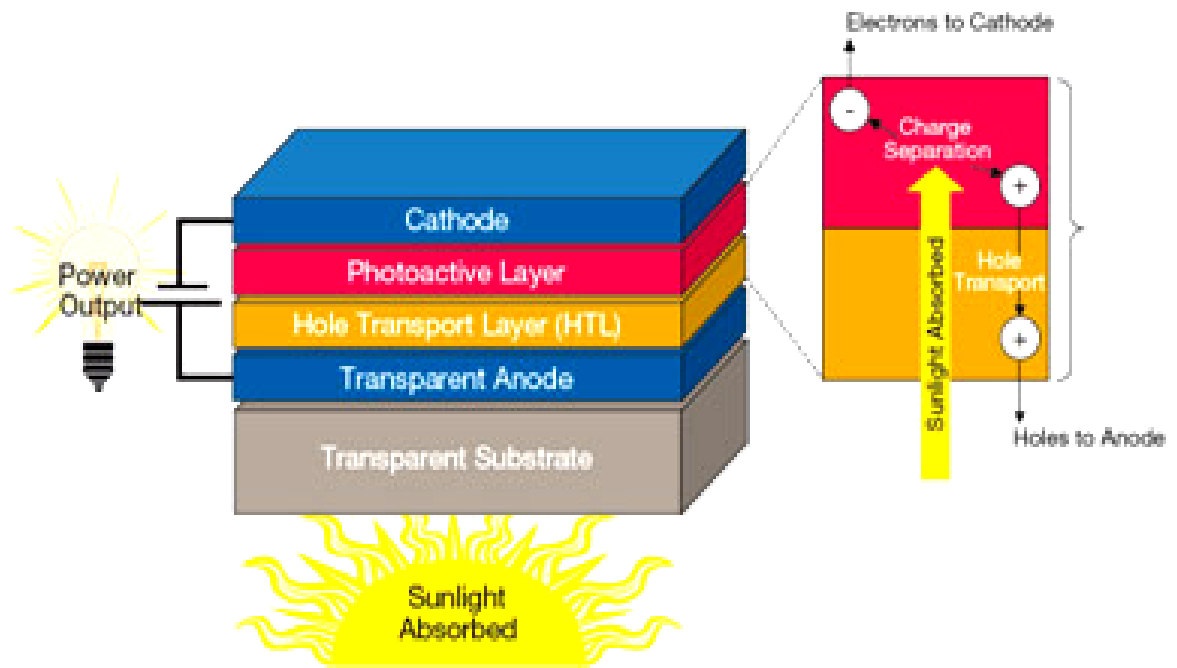 Electrons to Cathode
-
Charge
Separation
+
Cathode
Power
Output
Photoactive Layer
Hole
Transport
Hole Transport Layer (HTL)
+
Transparent Anode
Sunlight Absorbed
Holes to Anode
Transparent Substrate
Sunlight
Absorbed